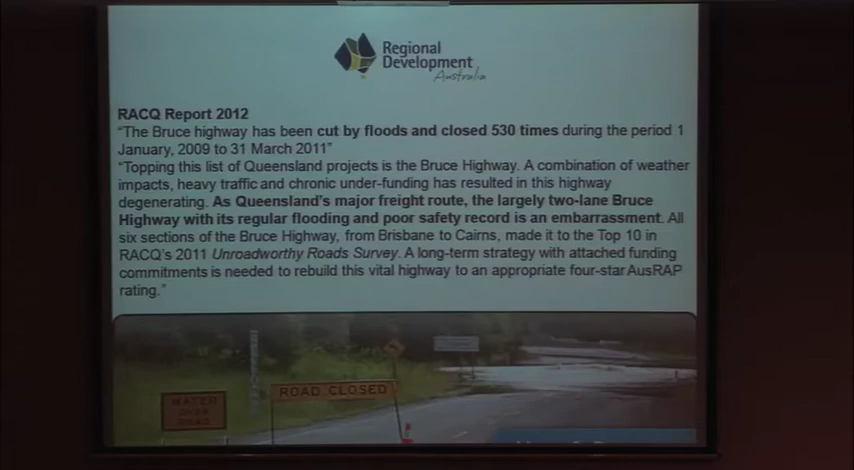 Regional
Development
Australia
RACQ Report 2012
“The Bruce highway has been cut by floods and closed 530 times during the period 1
January, 2009 to 31 March 2011”
“Topping this list of Queensland projects is the Bruce Highway. A combination of weather
impacts, heavy traffic and chronic under-funding has resulted in this highway
degenerating. As Queensland's major freight route, the largely two-lane Bruce
Highway with its regular flooding and poor safety record is an embarrassment. All
six sections of the Bruce Highway, from Brisbane to Cairns, made it to the Top 10 in
RACQ's 2011 Unroadworthy Roads Survey. A long-term strategy with attached funding
commitments is needed to rebuild this vital highway to an appropriate four-star AusRAP
rating.”
ROAD CLOSED
WATER
OVER
ROAD